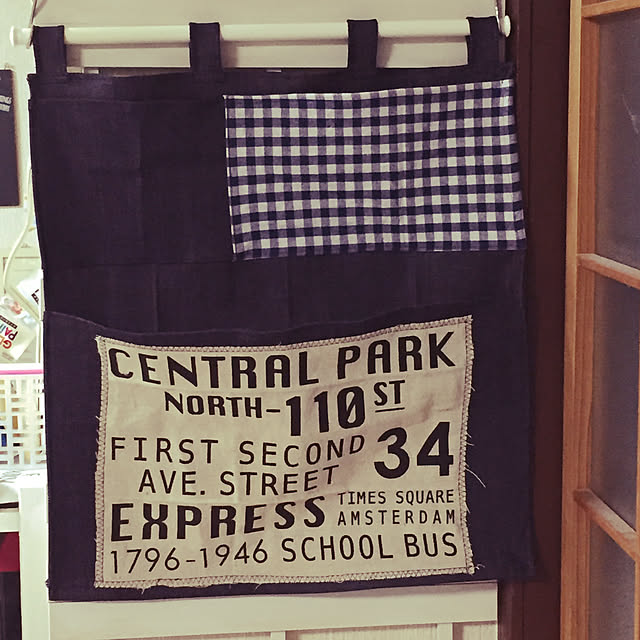 CENTRAL PARK
NORTH-110 ST
FIRST SECOND 34
AVE. STREET
EXPRESS TIMES SQUARE
AMSTERDAM
1796-1946 SCHOOL BUS